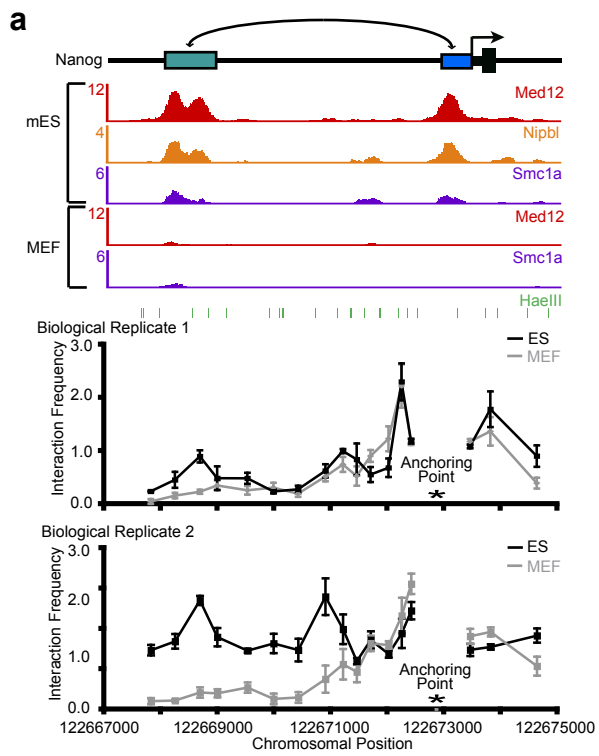 a
Nanog
mES
12
Med12
4
Nipbl
6
Smc1a
MEF
12
Med12
6
Smc1a
HaeIII
Biological Replicate 1
Interaction Frequency
3.0
2.0
1.0
0.0
ES
MEF
Anchoring
Point
*
Biological Replicate 2
Interaction Frequency
3.0
2.0
1.0
0.0
ES
MEF
Anchoring
Point
*
122667000
122669000
122671000
122673000
122675000
Chromosomal Position